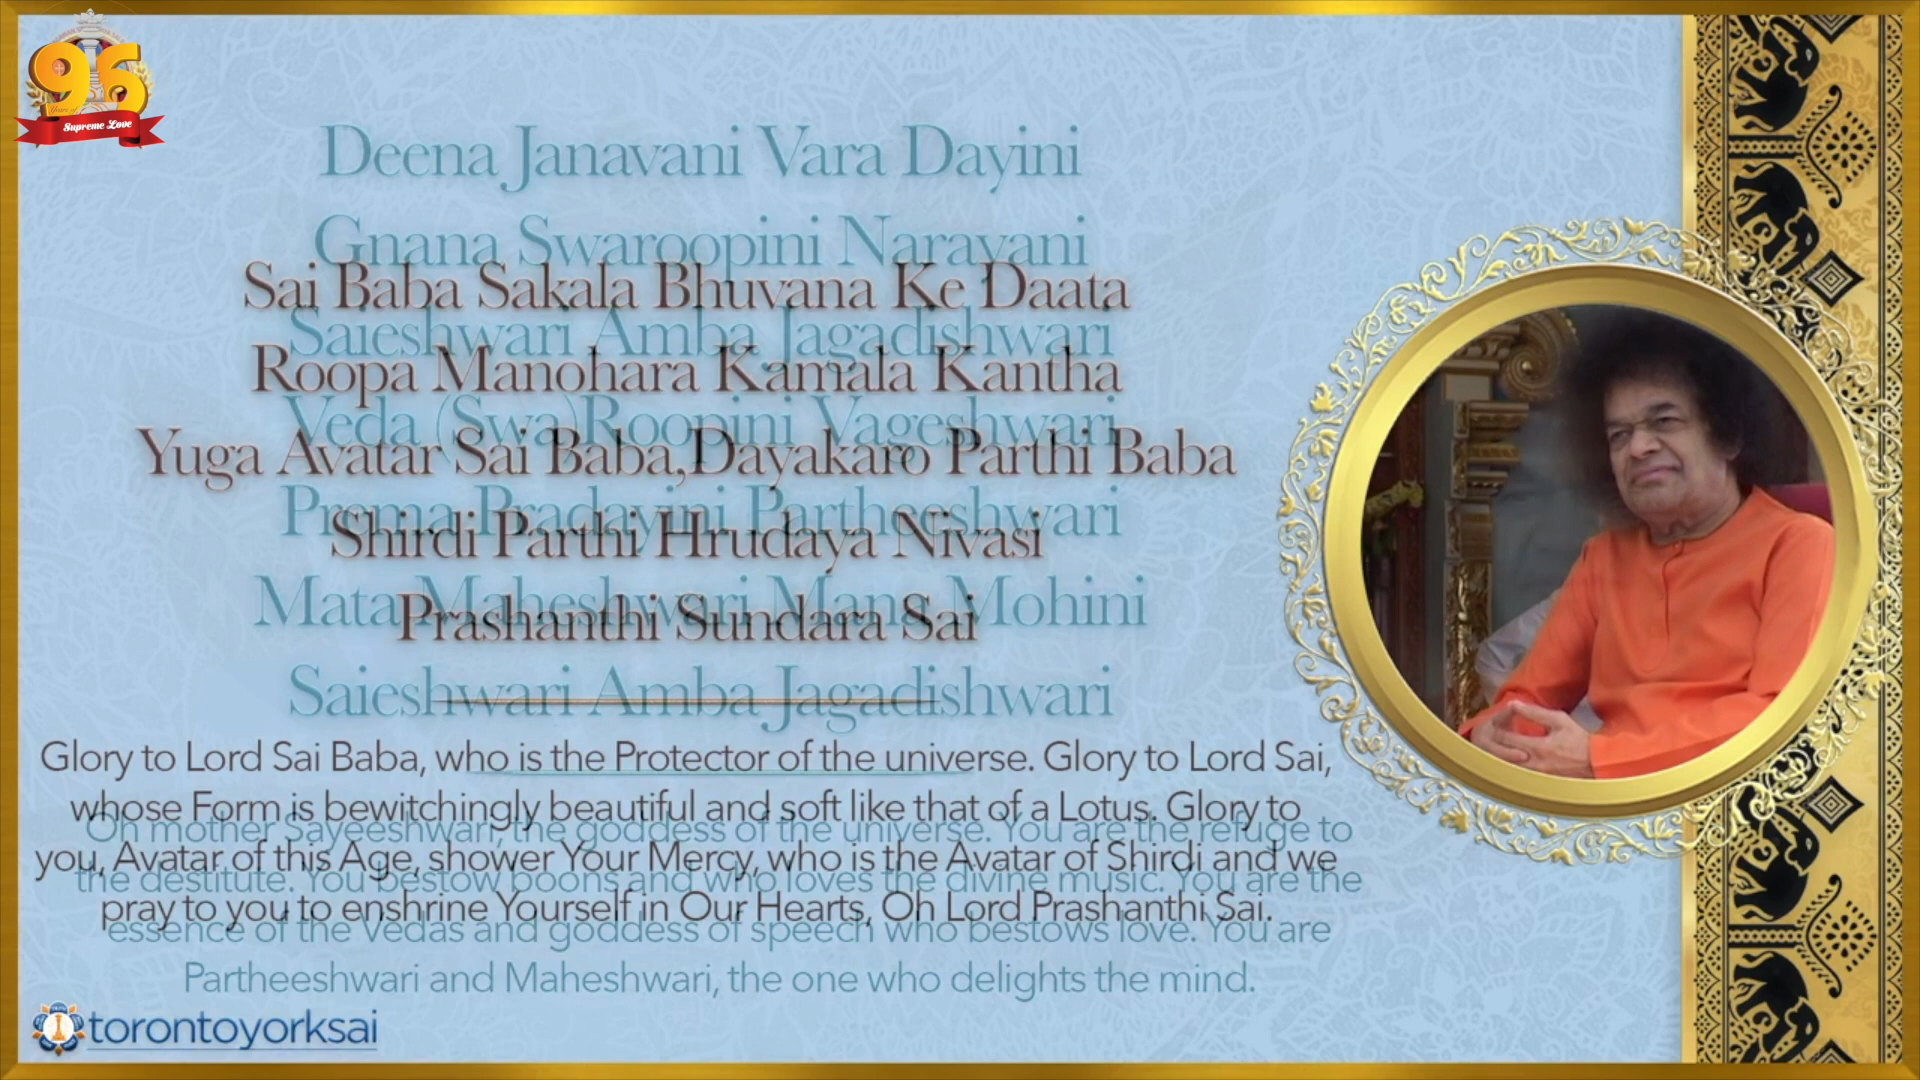 96
Years of
Supreme Love
Deena Janavani Vara Dayini
Gnana Swaroopini Narayani
Saieshwari Amba Jagadishwari
Veda (Swa)Roopini Vageshwari
Prema Pradayini Partheeshwari
Mata Maheshwari Mana Mohini
Saieshwari Amba Jagadishwari
Oh mother Sayeeshwari, the goddess of the universe. You are the refuge to
the destitute. You bestow boons and who loves the divine music. You are the
essence of the Vedas and goddess of speech who bestows love. You are
Partheeshwari and Maheshwari, the one who delights the mind.
Sai Baba Sakala Bhuvana Ke Daata
Roopa Manohara Kamala Kantha
Yuga Avatar Sai Baba,Dayakaro Parthi Baba
Shirdi Parthi Hrudaya Nivasi
Prashanthi Sundara Sai
Glory to Lord Sai Baba, who is the Protector of the universe. Glory to Lord Sai,
whose Form is bewitchingly beautiful and soft like that of a Lotus. Glory to
you, Avatar of this Age, shower Your Mercy, who is the Avatar of Shirdi and we
pray to you to enshrine Yourself in Our Hearts, Oh Lord Prashanthi Sai.
torontoyorksai